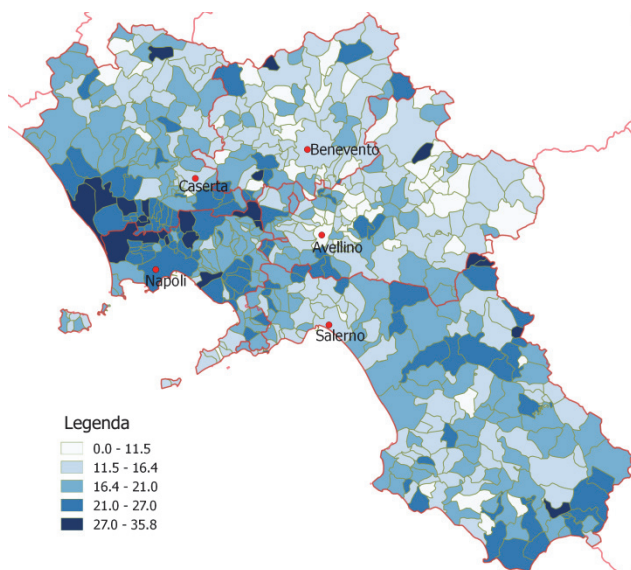 Benevento
Caserta
Avellino
Napoli
Salerno
Legenda
0.0 - 11.5
11.5 - 16.4
16.4 - 21.0
21.0 - 27.0
27.0 - 35.8